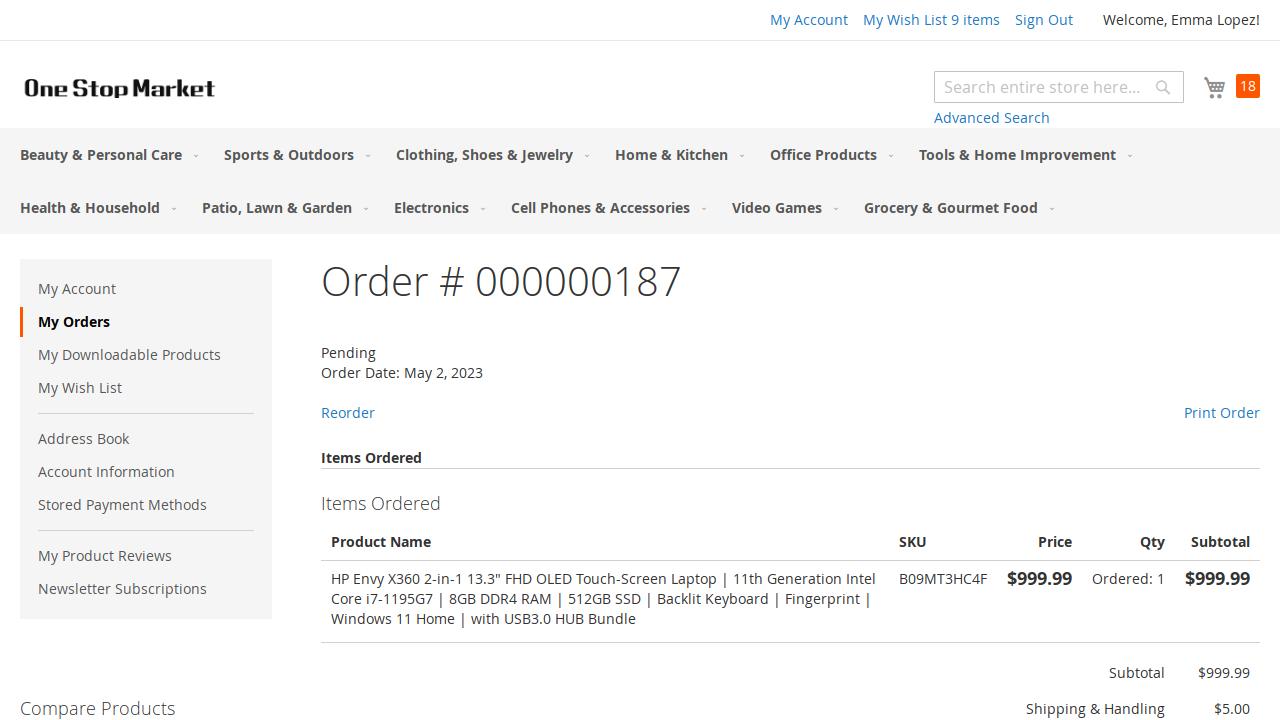 My Account My Wish List 9 items Sign Out Welcome, Emma Lopez!
One Stop Market
Search entire store here...
18
Advanced Search
Beauty & Personal Care Sports & Outdoors Clothing, Shoes & Jewelry Home & Kitchen Office Products Tools & Home Improvement
Health & Household Patio, Lawn & Garden Electronics Cell Phones & Accessories Video Games Grocery & Gourmet Food
My Account
My Orders
My Downloadable Products
My Wish List
Address Book
Account Information
Stored Payment Methods
My Product Reviews
Newsletter Subscriptions
Compare Products
Order # 000000187
Pending
Order Date: May 2, 2023
Reorder Print Order
Items Ordered
Items Ordered
Product Name SKU Price Qty Subtotal
HP Envy X360 2-in-1 13.3" FHD OLED Touch-Screen Laptop | 11th Generation Intel B09MT3HC4F $999.99 Ordered: 1 $999.99
Core i7-1195G7 | 8GB DDR4 RAM | 512GB SSD | Backlit Keyboard | Fingerprint |
Windows 11 Home | with USB3.0 HUB Bundle
Subtotal $999.99
Shipping & Handling $5.00